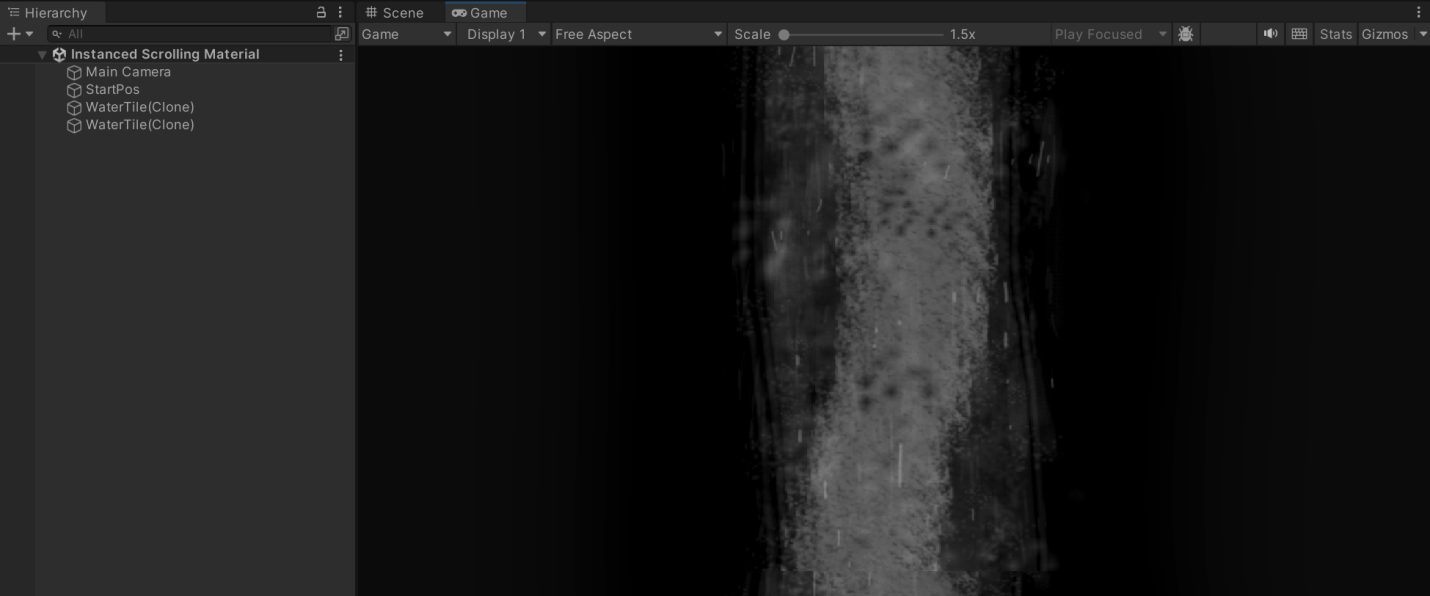 Hierarchy
All
Instanced Scrolling Material
Main Camera
StartPos
WaterTile(Clone)
WaterTile(Clone)
Scene Game
Game Display 1 Free Aspect Scale 1.5x Play Focused Stats Gizmos